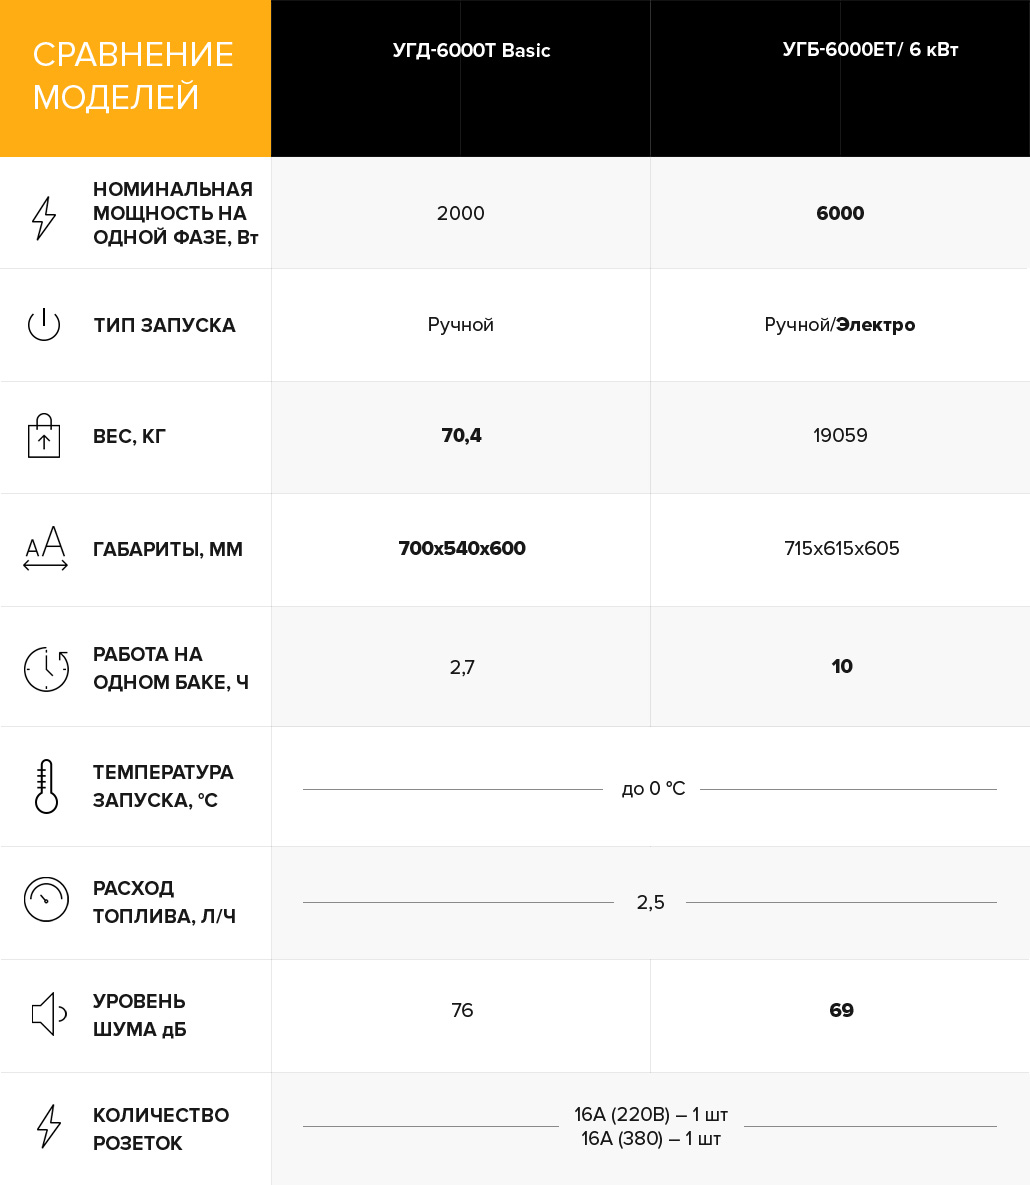 СРАВНЕНИЕ
МОДЕЛЕЙ
УГД-6000Т Basic
УГБ-6000ЕТ/ 6 кВт
НОМИНАЛЬНАЯ
МОЩНОСТЬ НА
ОДНОЙ ФАЗЕ, Вт
2000
6000
ТИП ЗАПУСКА
Ручной
Ручной/Электро
ВЕС, КГ
70,4
19059
ГАБАРИТЫ, ММ
700х540х600
715х615х605
РАБОТА НА
ОДНОМ БАКЕ, Ч
2,7
10
ТЕМПЕРАТУРА
ЗАПУСКА, °С
до 0 °С
РАСХОД
ТОПЛИВА, Л/Ч
2,5
УРОВЕНЬ
ШУМА дБ
76
69
КОЛИЧЕСТВО
РОЗЕТОК
16А (220В) – 1 шт
16А (380) – 1 шт